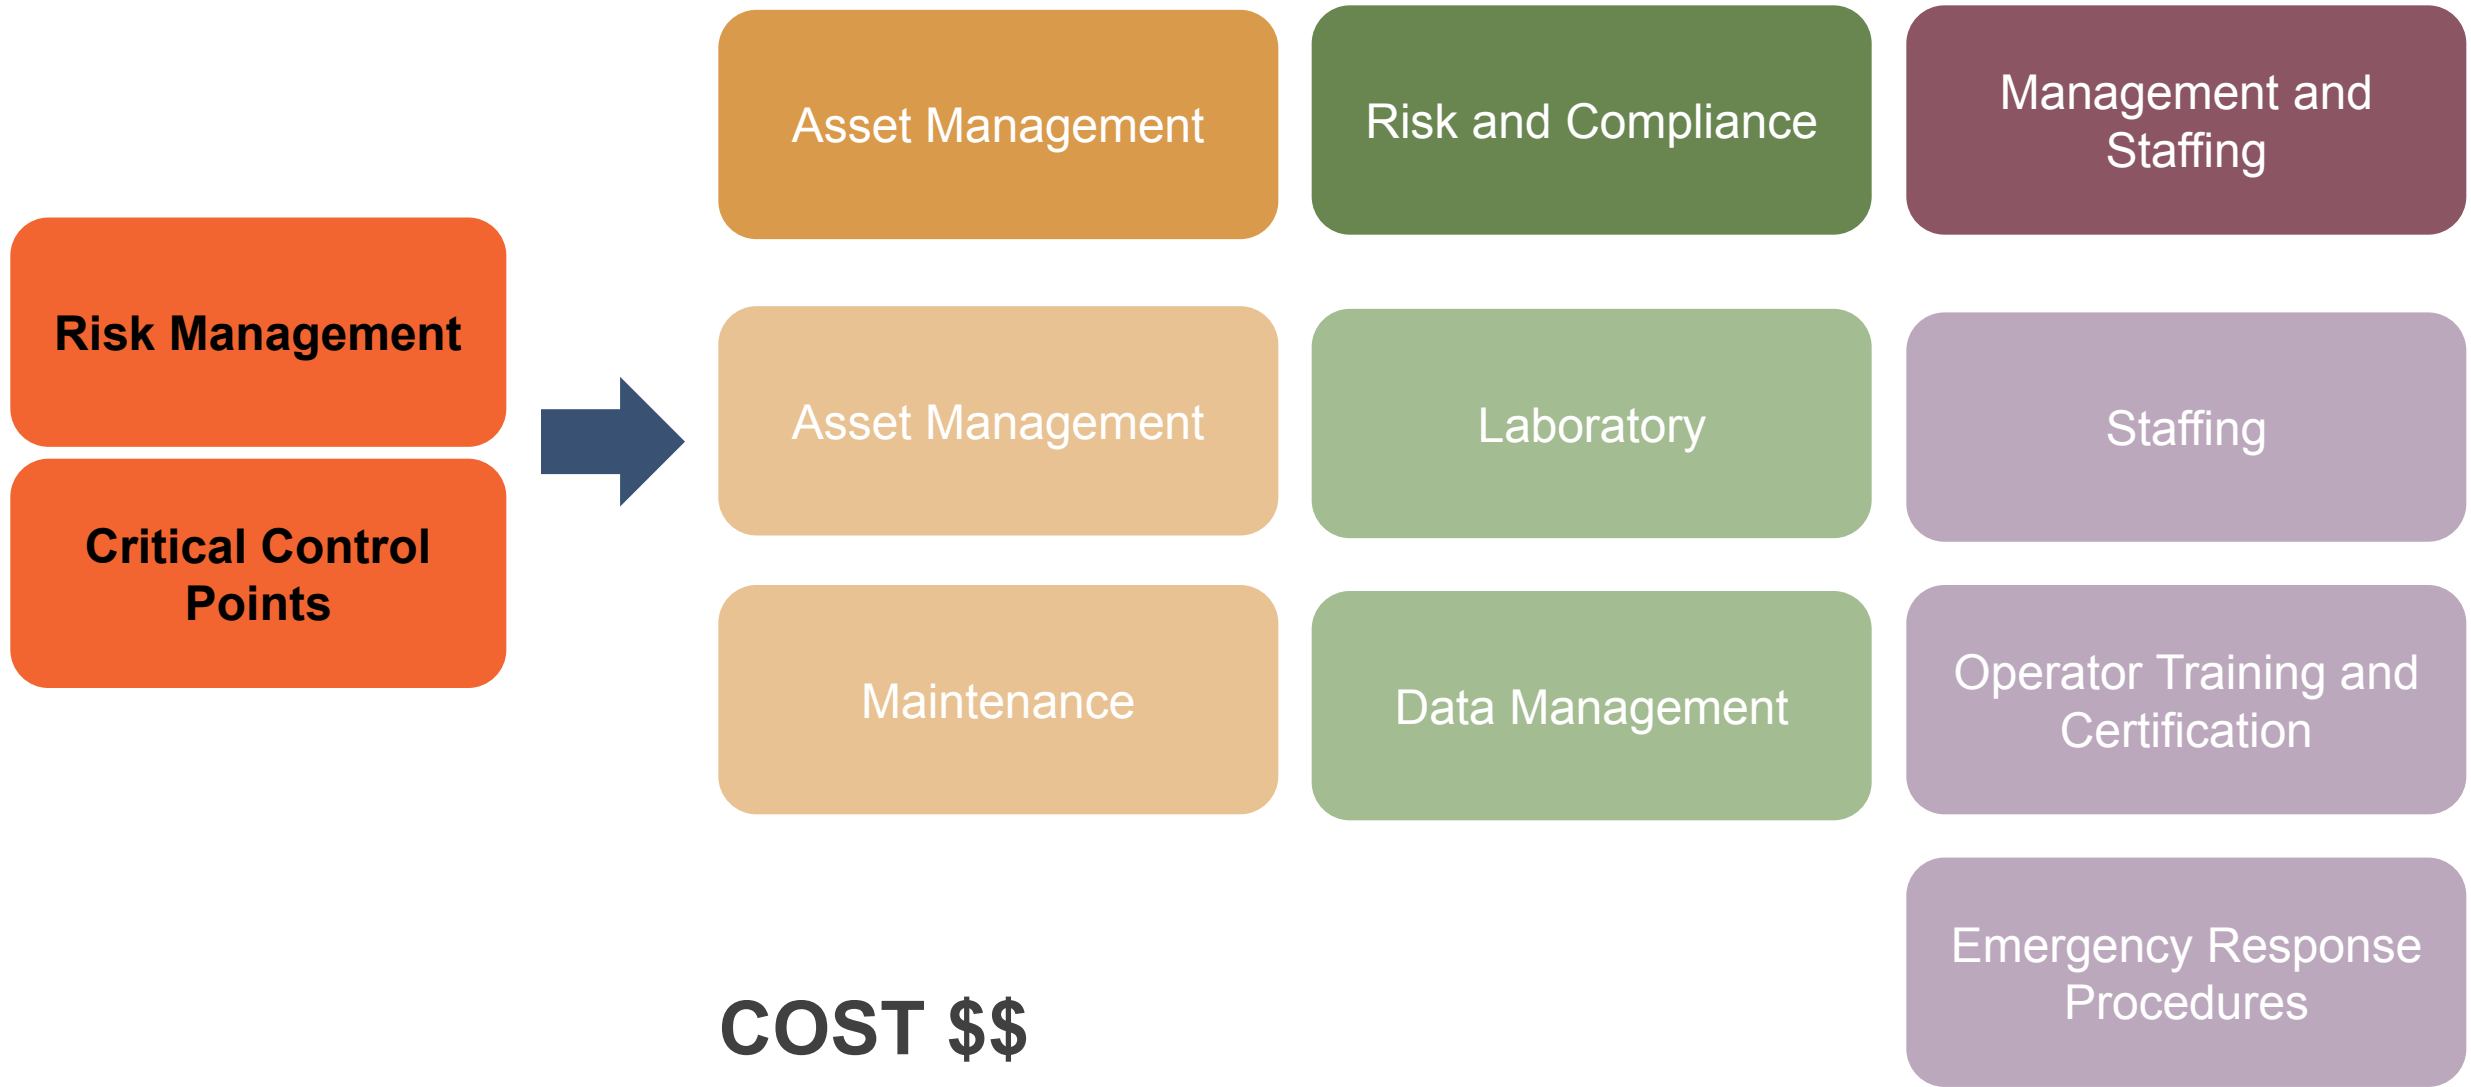 Risk Management
Critical Control
Points
Asset Management
Asset Management
Maintenance
COST $$
Risk and Compliance
Laboratory
Data Management
Management and
Staffing
Staffing
Operator Training and
Certification
Emergency Response
Procedures